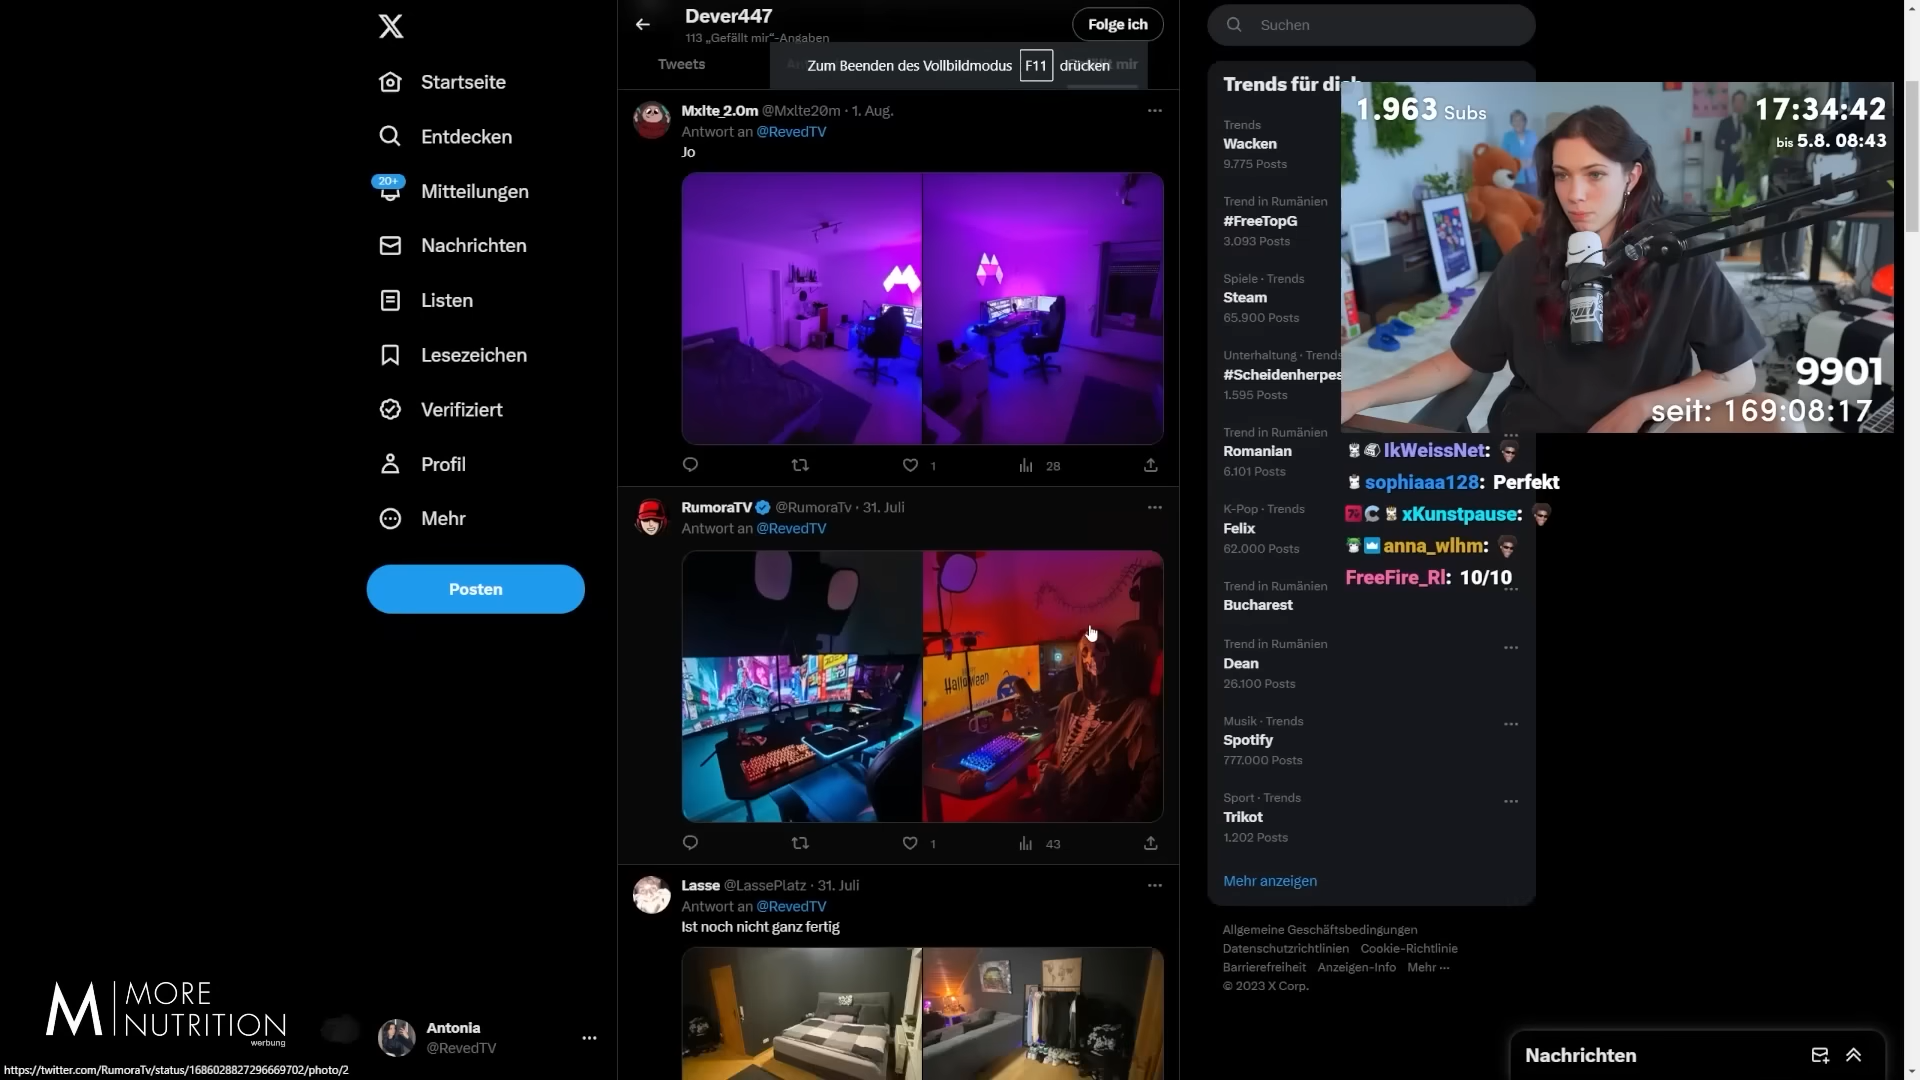 Dever447
113 „Gefällt mir“-Angaben
Folge ich
Tweets
Zum Beenden des Vollbildmodus F11 drücken
mir
Startseite
Entdecken
20+
Mitteilungen
Nachrichten
Listen
Lesezeichen
Verifiziert
Profil
Mehr
Posten
Antonia
@RevedTV
M MORE
NUTRITION
werbung
https://twitter.com/RumoraTv/status/1686028827296669702/photo/2
Mxlte_2.0m @Mxlte20m · 1. Aug.
Antwort an @RevedTV
Jo
1
28
RumoraTV @RumoraTv · 31. Juli
Antwort an @RevedTV
Halloween
1
43
Lasse @LassePlatz · 31. Juli
Antwort an @RevedTV
Ist noch nicht ganz fertig
Suchen
Trends für dich
Trends
Wacken
9.775 Posts
Trend in Rumänien
#FreeTopG
3.093 Posts
Spiele · Trends
Steam
65.900 Posts
Unterhaltung · Trends
#Scheidenherpes
1.595 Posts
Trend in Rumänien
Romanian
6.101 Posts
K-Pop · Trends
Felix
62.000 Posts
Trend in Rumänien
Bucharest
Trend in Rumänien
Dean
26.100 Posts
Musik · Trends
Spotify
777.000 Posts
Sport · Trends
Trikot
1.202 Posts
Mehr anzeigen
Allgemeine Geschäftsbedingungen
Datenschutzrichtlinien Cookie-Richtlinie
Barrierefreiheit Anzeigen-Info Mehr ···
© 2023 X Corp.
1.963 Subs
17:34:42
bis 5.8. 08:43
9901
seit: 169:08:17
IkWeissNet:
sophiaaa128: Perfekt
xKunstpause:
anna_wlhm:
FreeFire_Rl: 10/10
Nachrichten